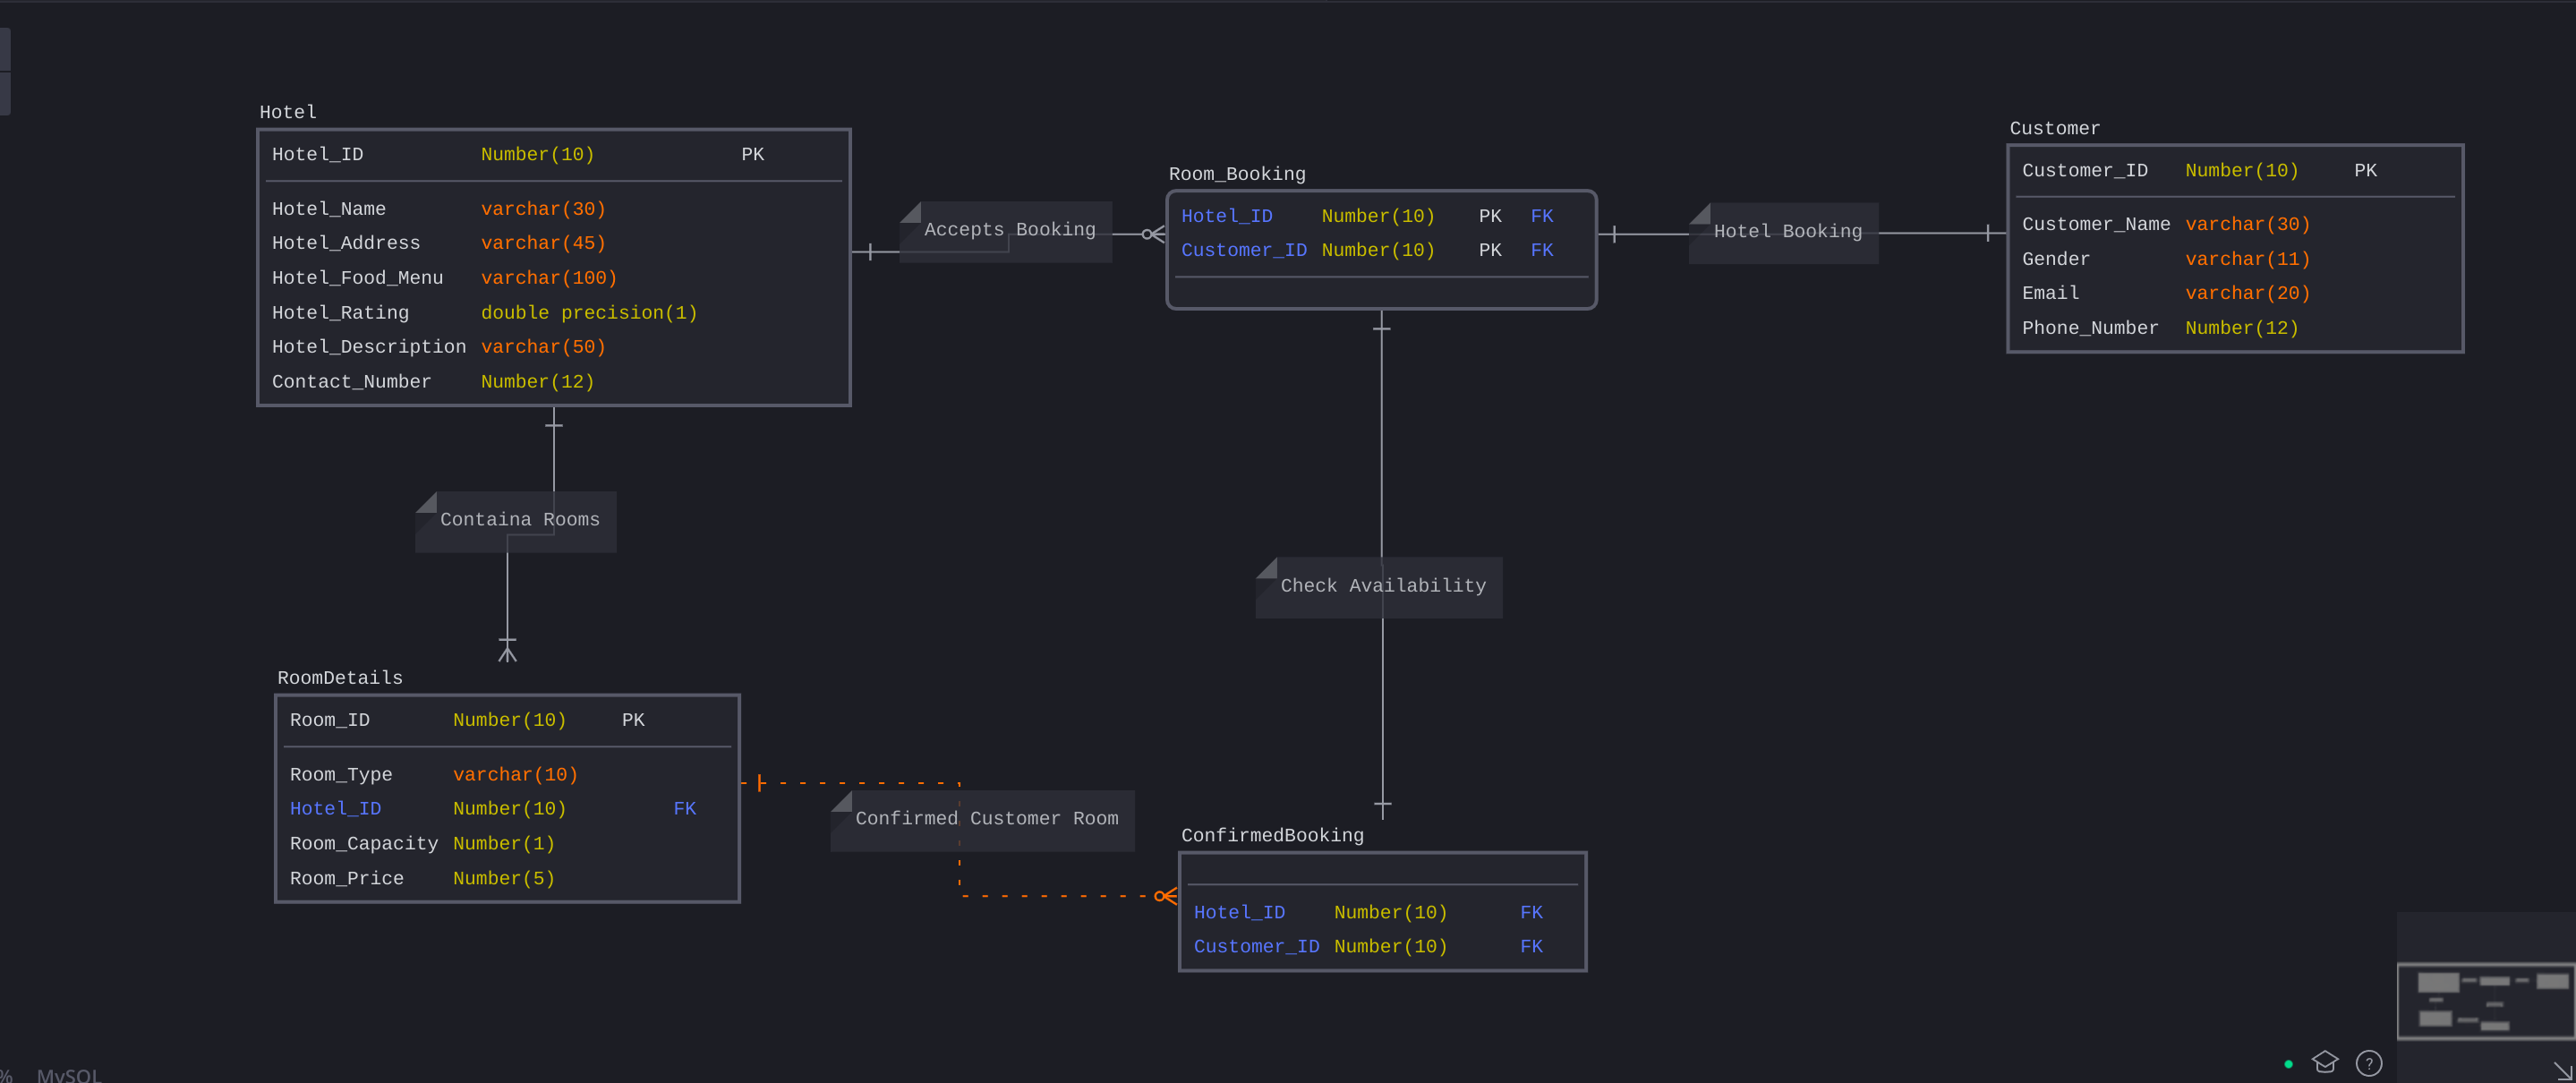 Hotel
Hotel_ID Number(10) PK
Hotel_Name varchar(30)
Hotel_Address varchar(45)
Hotel_Food_Menu varchar(100)
Hotel_Rating double precision(1)
Hotel_Description varchar(50)
Contact_Number Number(12)
Accepts Booking
Room_Booking
Hotel_ID Number(10) PK FK
Customer_ID Number(10) PK FK
Hotel Booking
Customer
Customer_ID Number(10) PK
Customer_Name varchar(30)
Gender varchar(11)
Email varchar(20)
Phone_Number Number(12)
Containa Rooms
Check Availability
RoomDetails
Room_ID Number(10) PK
Room_Type varchar(10)
Hotel_ID Number(10) FK
Room_Capacity Number(1)
Room_Price Number(5)
Confirmed Customer Room
ConfirmedBooking
Hotel_ID Number(10) FK
Customer_ID Number(10) FK
% MySQL
?